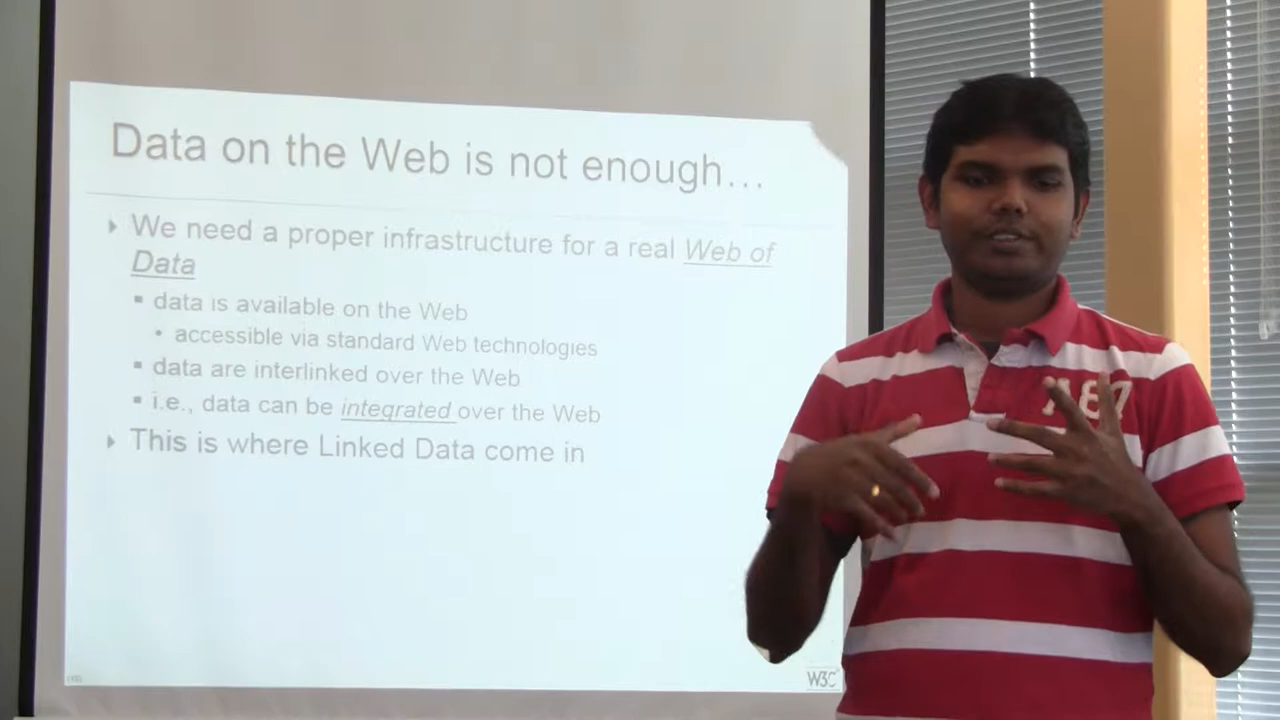 Data on the Web is not enough…
We need a proper infrastructure for a real Web of
Data
data is available on the Web
accessible via standard Web technologies
data are interlinked over the Web
i.e., data can be integrated over the Web
This is where Linked Data come in
W3C
A87